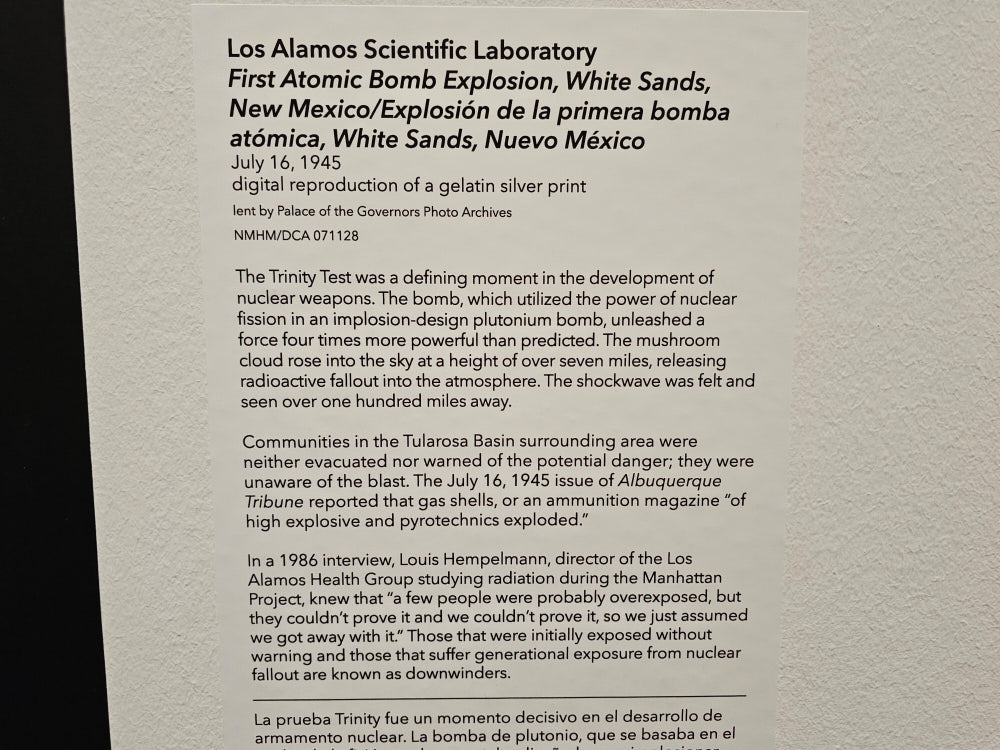 Los Alamos Scientific Laboratory
First Atomic Bomb Explosion, White Sands,
New Mexico/Explosión de la primera bomba
atómica, White Sands, Nuevo México
July 16, 1945
digital reproduction of a gelatin silver print
lent by Palace of the Governors Photo Archives
NMHM/DCA 071128
The Trinity Test was a defining moment in the development of
nuclear weapons. The bomb, which utilized the power of nuclear
fission in an implosion-design plutonium bomb, unleashed a
force four times more powerful than predicted. The mushroom
cloud rose into the sky at a height of over seven miles, releasing
radioactive fallout into the atmosphere. The shockwave was felt and
seen over one hundred miles away.
Communities in the Tularosa Basin surrounding area were
neither evacuated nor warned of the potential danger; they were
unaware of the blast. The July 16, 1945 issue of Albuquerque
Tribune reported that gas shells, or an ammunition magazine “of
high explosive and pyrotechnics exploded.”
In a 1986 interview, Louis Hempelmann, director of the Los
Alamos Health Group studying radiation during the Manhattan
Project, knew that “a few people were probably overexposed, but
they couldn’t prove it and we couldn’t prove it, so we just assumed
we got away with it.” Those that were initially exposed without
warning and those that suffer generational exposure from nuclear
fallout are known as downwinders.
La prueba Trinity fue un momento decisivo en el desarrollo de
armamento nuclear. La bomba de plutonio, que se basaba en el